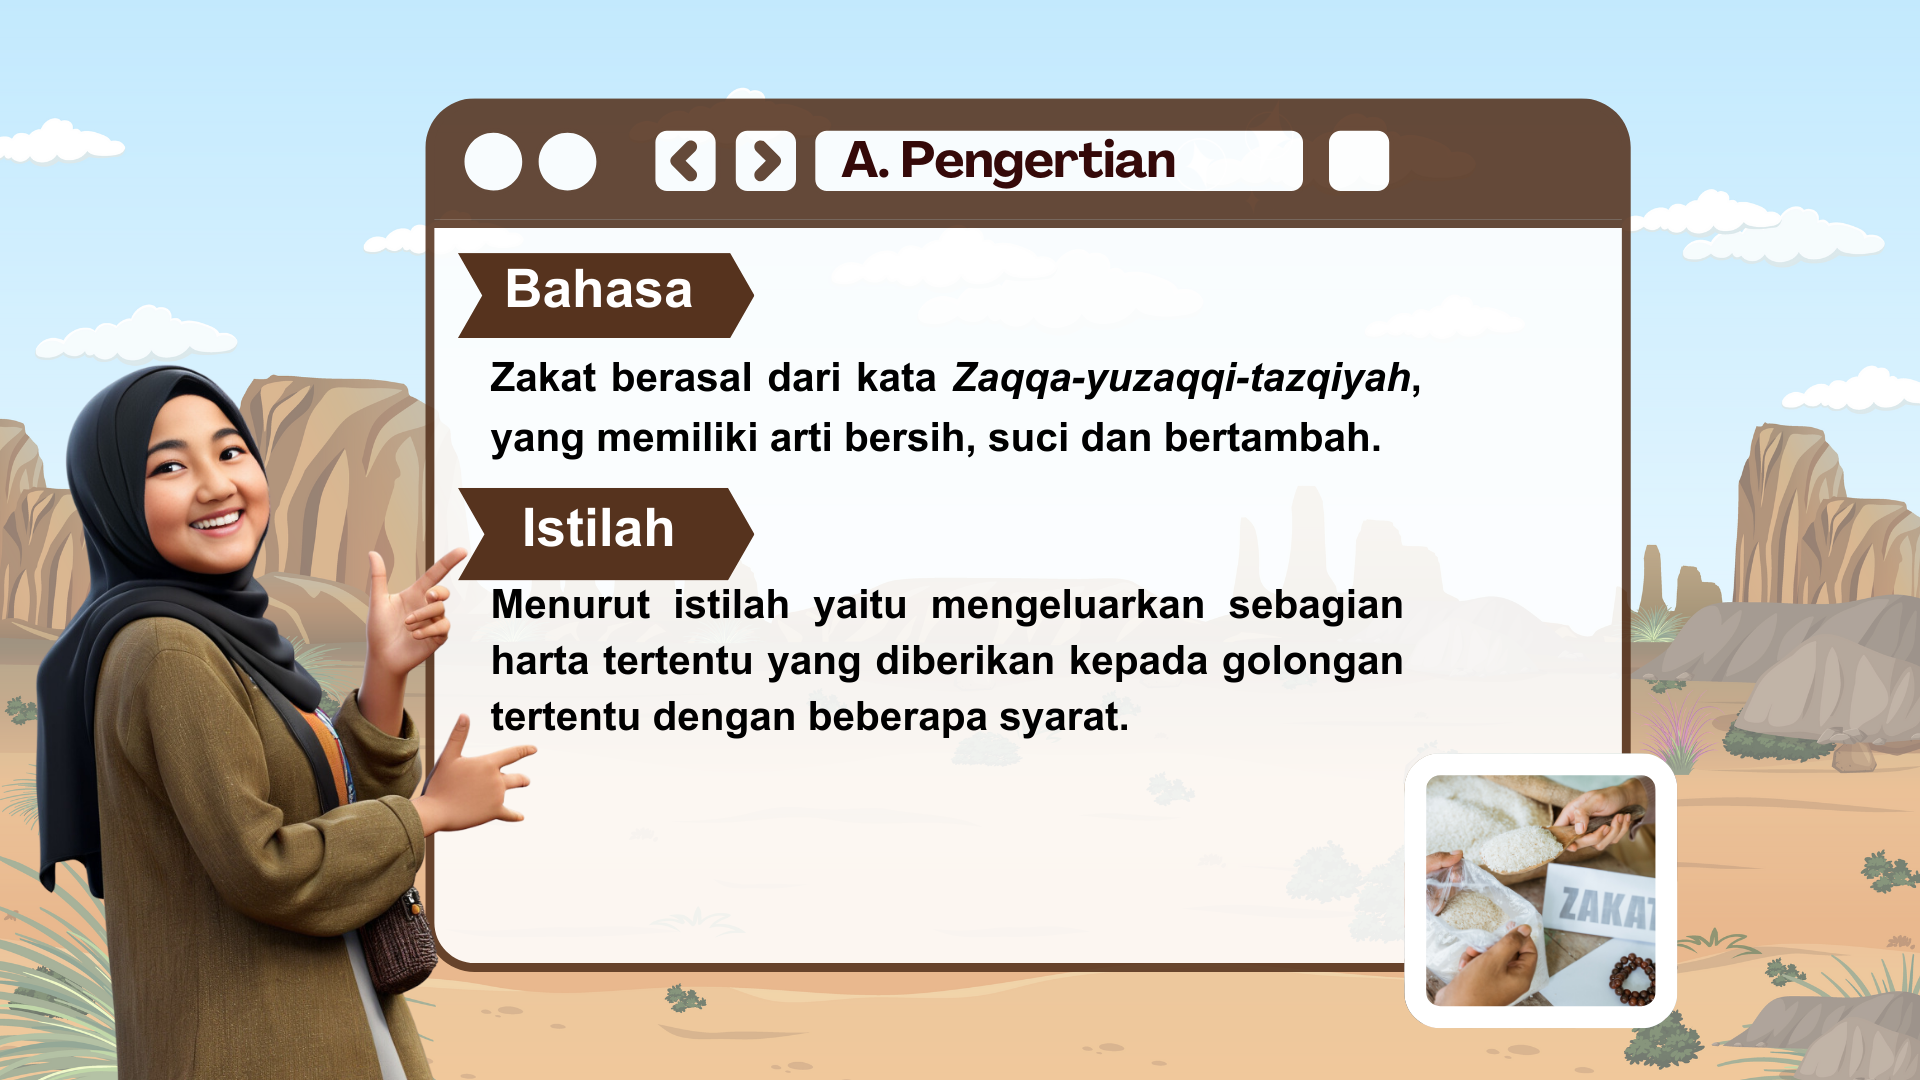 A. Pengertian
Bahasa
Zakat berasal dari kata Zaqqa-yuzaqqi-tazqiyah,
yang memiliki arti bersih, suci dan bertambah.
Istilah
Menurut istilah yaitu mengeluarkan sebagian
harta tertentu yang diberikan kepada golongan
tertentu dengan beberapa syarat.
ZAKAT